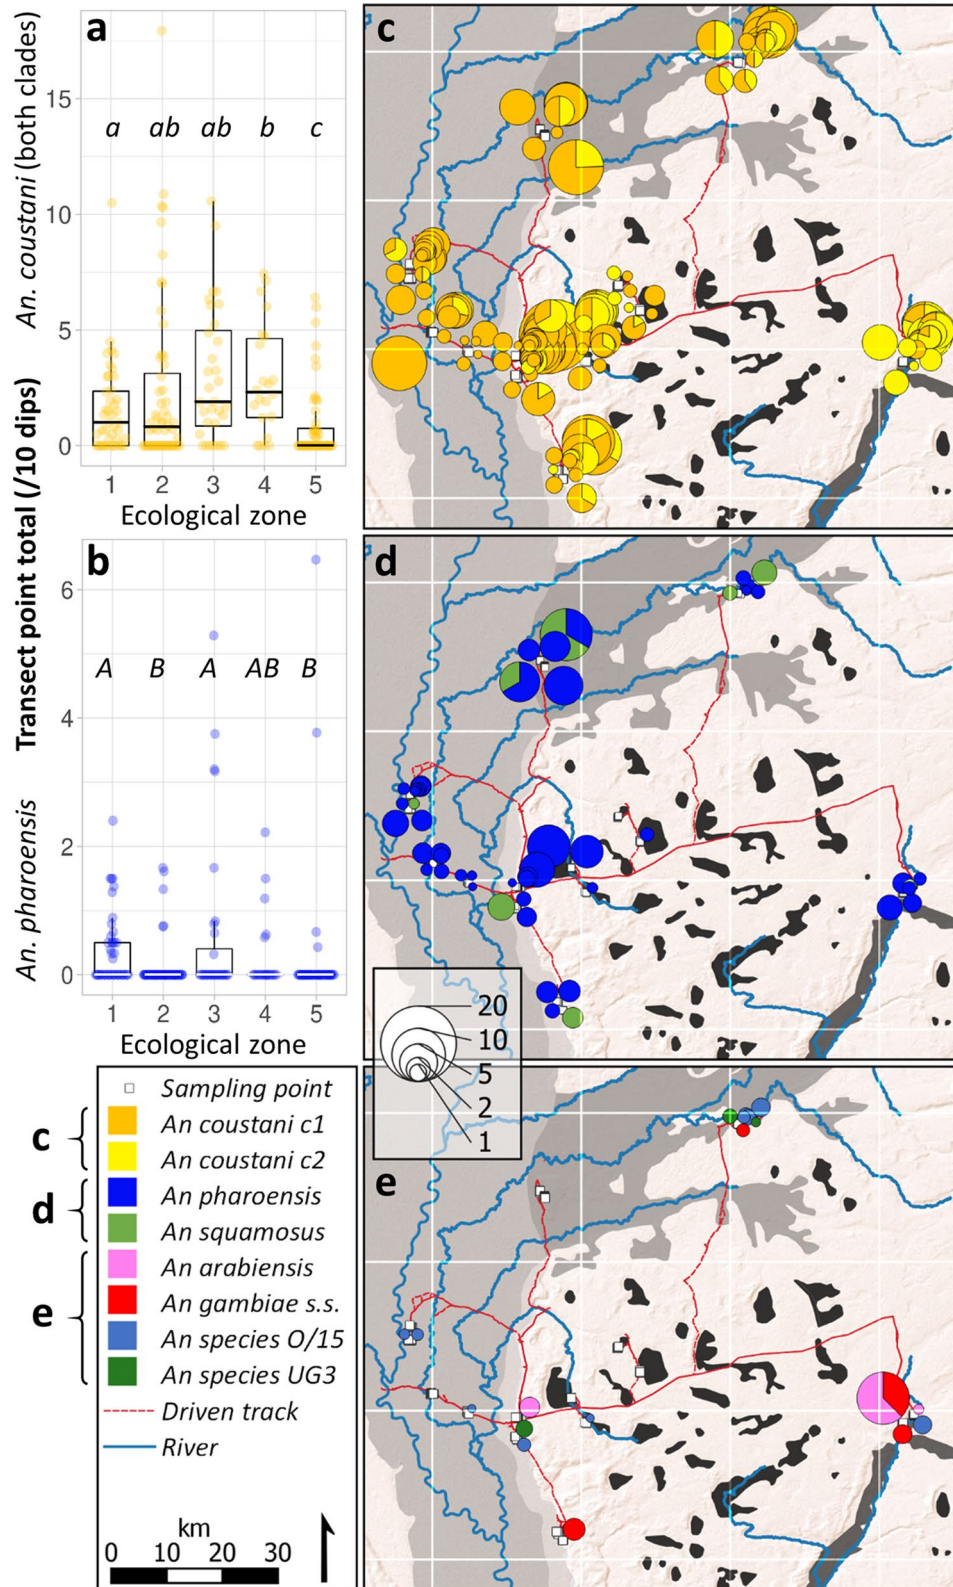 a
c
An. coustani (both clades)
15
10
5
0
a ab ab b c
1 2 3 4 5
Ecological zone
Transect point total (/10 dips)
b
d
An. pharoensis
6
4
2
0
A B A AB B
1 2 3 4 5
Ecological zone
20
10
5
2
1
e
Sampling point
c
An coustani c1
An coustani c2
d
An pharoensis
An squamosus
e
An arabiensis
An gambiae s.s.
An species O/15
An species UG3
Driven track
River
km
0 10 20 30